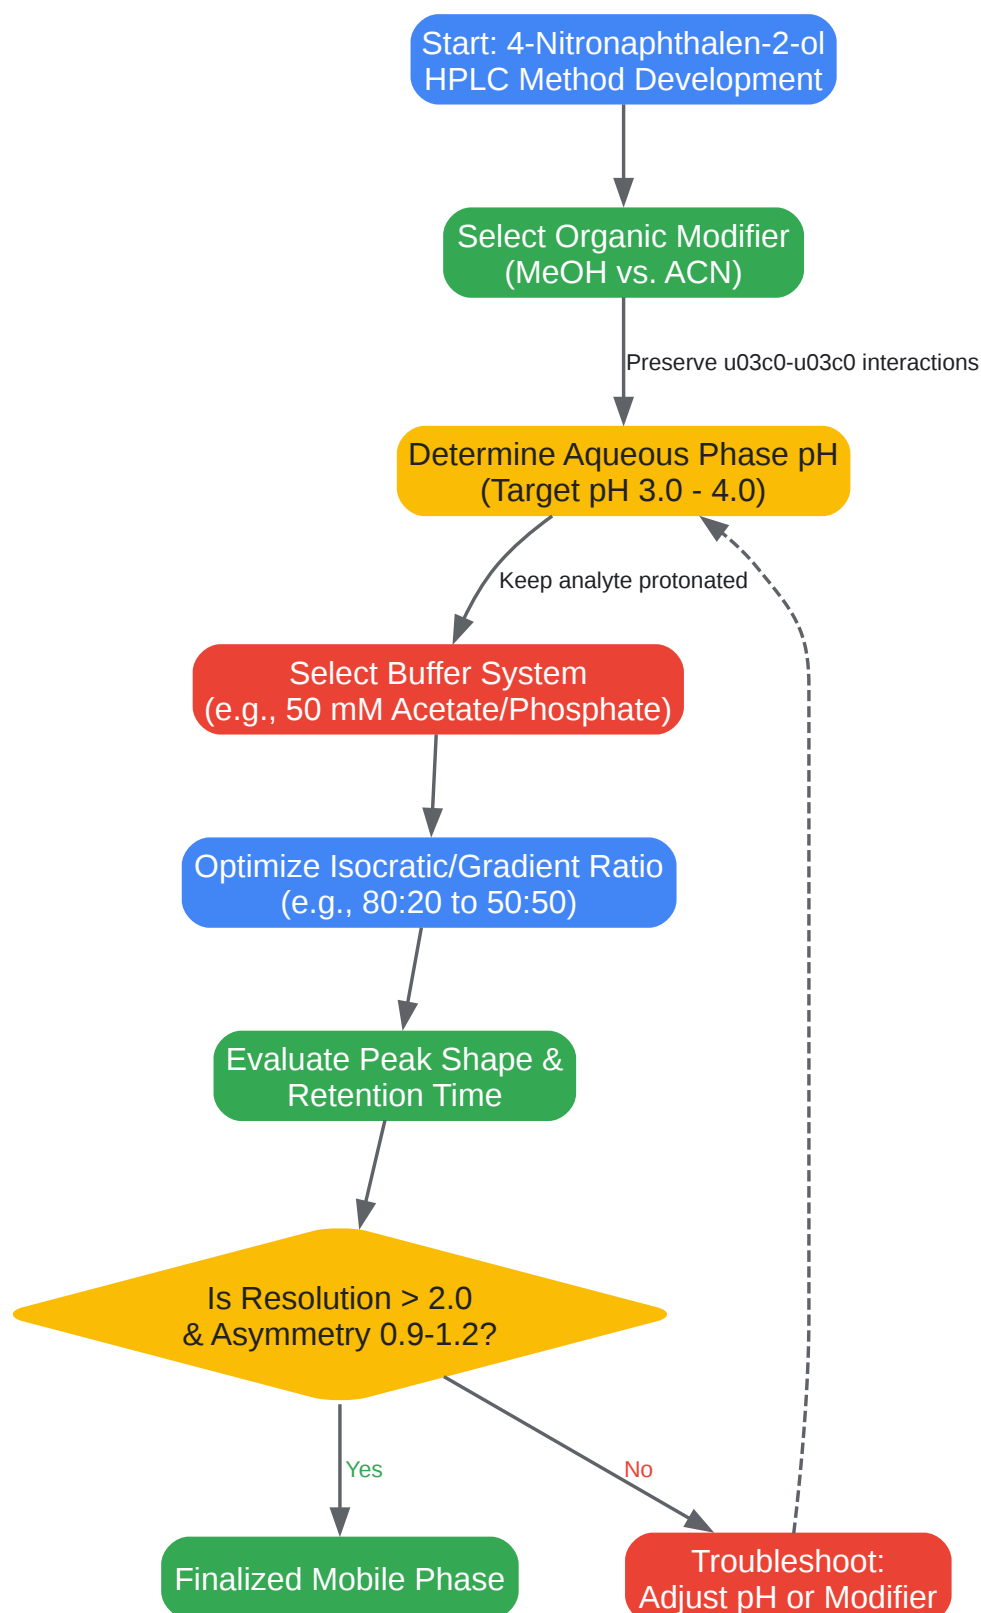 Start: 4-Nitronaphthalen-2-ol
HPLC Method Development
Select Organic Modifier
(MeOH vs. ACN)
Preserve u03c0-u03c0 interactions
Determine Aqueous Phase pH
(Target pH 3.0 - 4.0)
Keep analyte protonated
Select Buffer System
(e.g., 50 mM Acetate/Phosphate)
Optimize Isocratic/Gradient Ratio
(e.g., 80:20 to 50:50)
Evaluate Peak Shape &
Retention Time
Is Resolution > 2.0
& Asymmetry 0.9-1.2?
Yes
No
Finalized Mobile Phase
Troubleshoot:
Adjust pH or Modifier